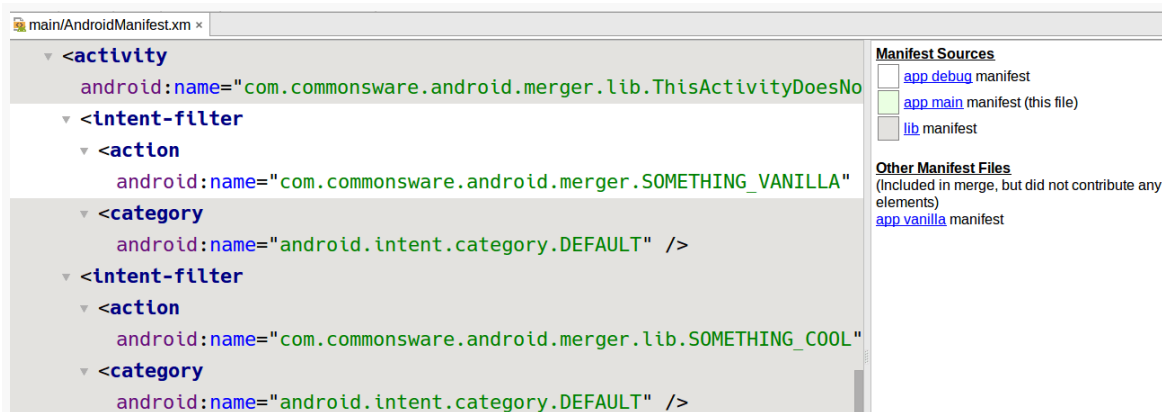 main/AndroidManifest.xm ×
<activity
android:name="com.commonsware.android.merger.lib.ThisActivityDoesNo
<intent-filter
<action
android:name="com.commonsware.android.merger.SOMETHING_VANILLA"
<category
android:name="android.intent.category.DEFAULT" />
<intent-filter
<action
android:name="com.commonsware.android.merger.lib.SOMETHING_COOL"
<category
android:name="android.intent.category.DEFAULT" />
Manifest Sources
app debug manifest
app main manifest (this file)
lib manifest
Other Manifest Files
(Included in merge, but did not contribute any
elements)
app vanilla manifest